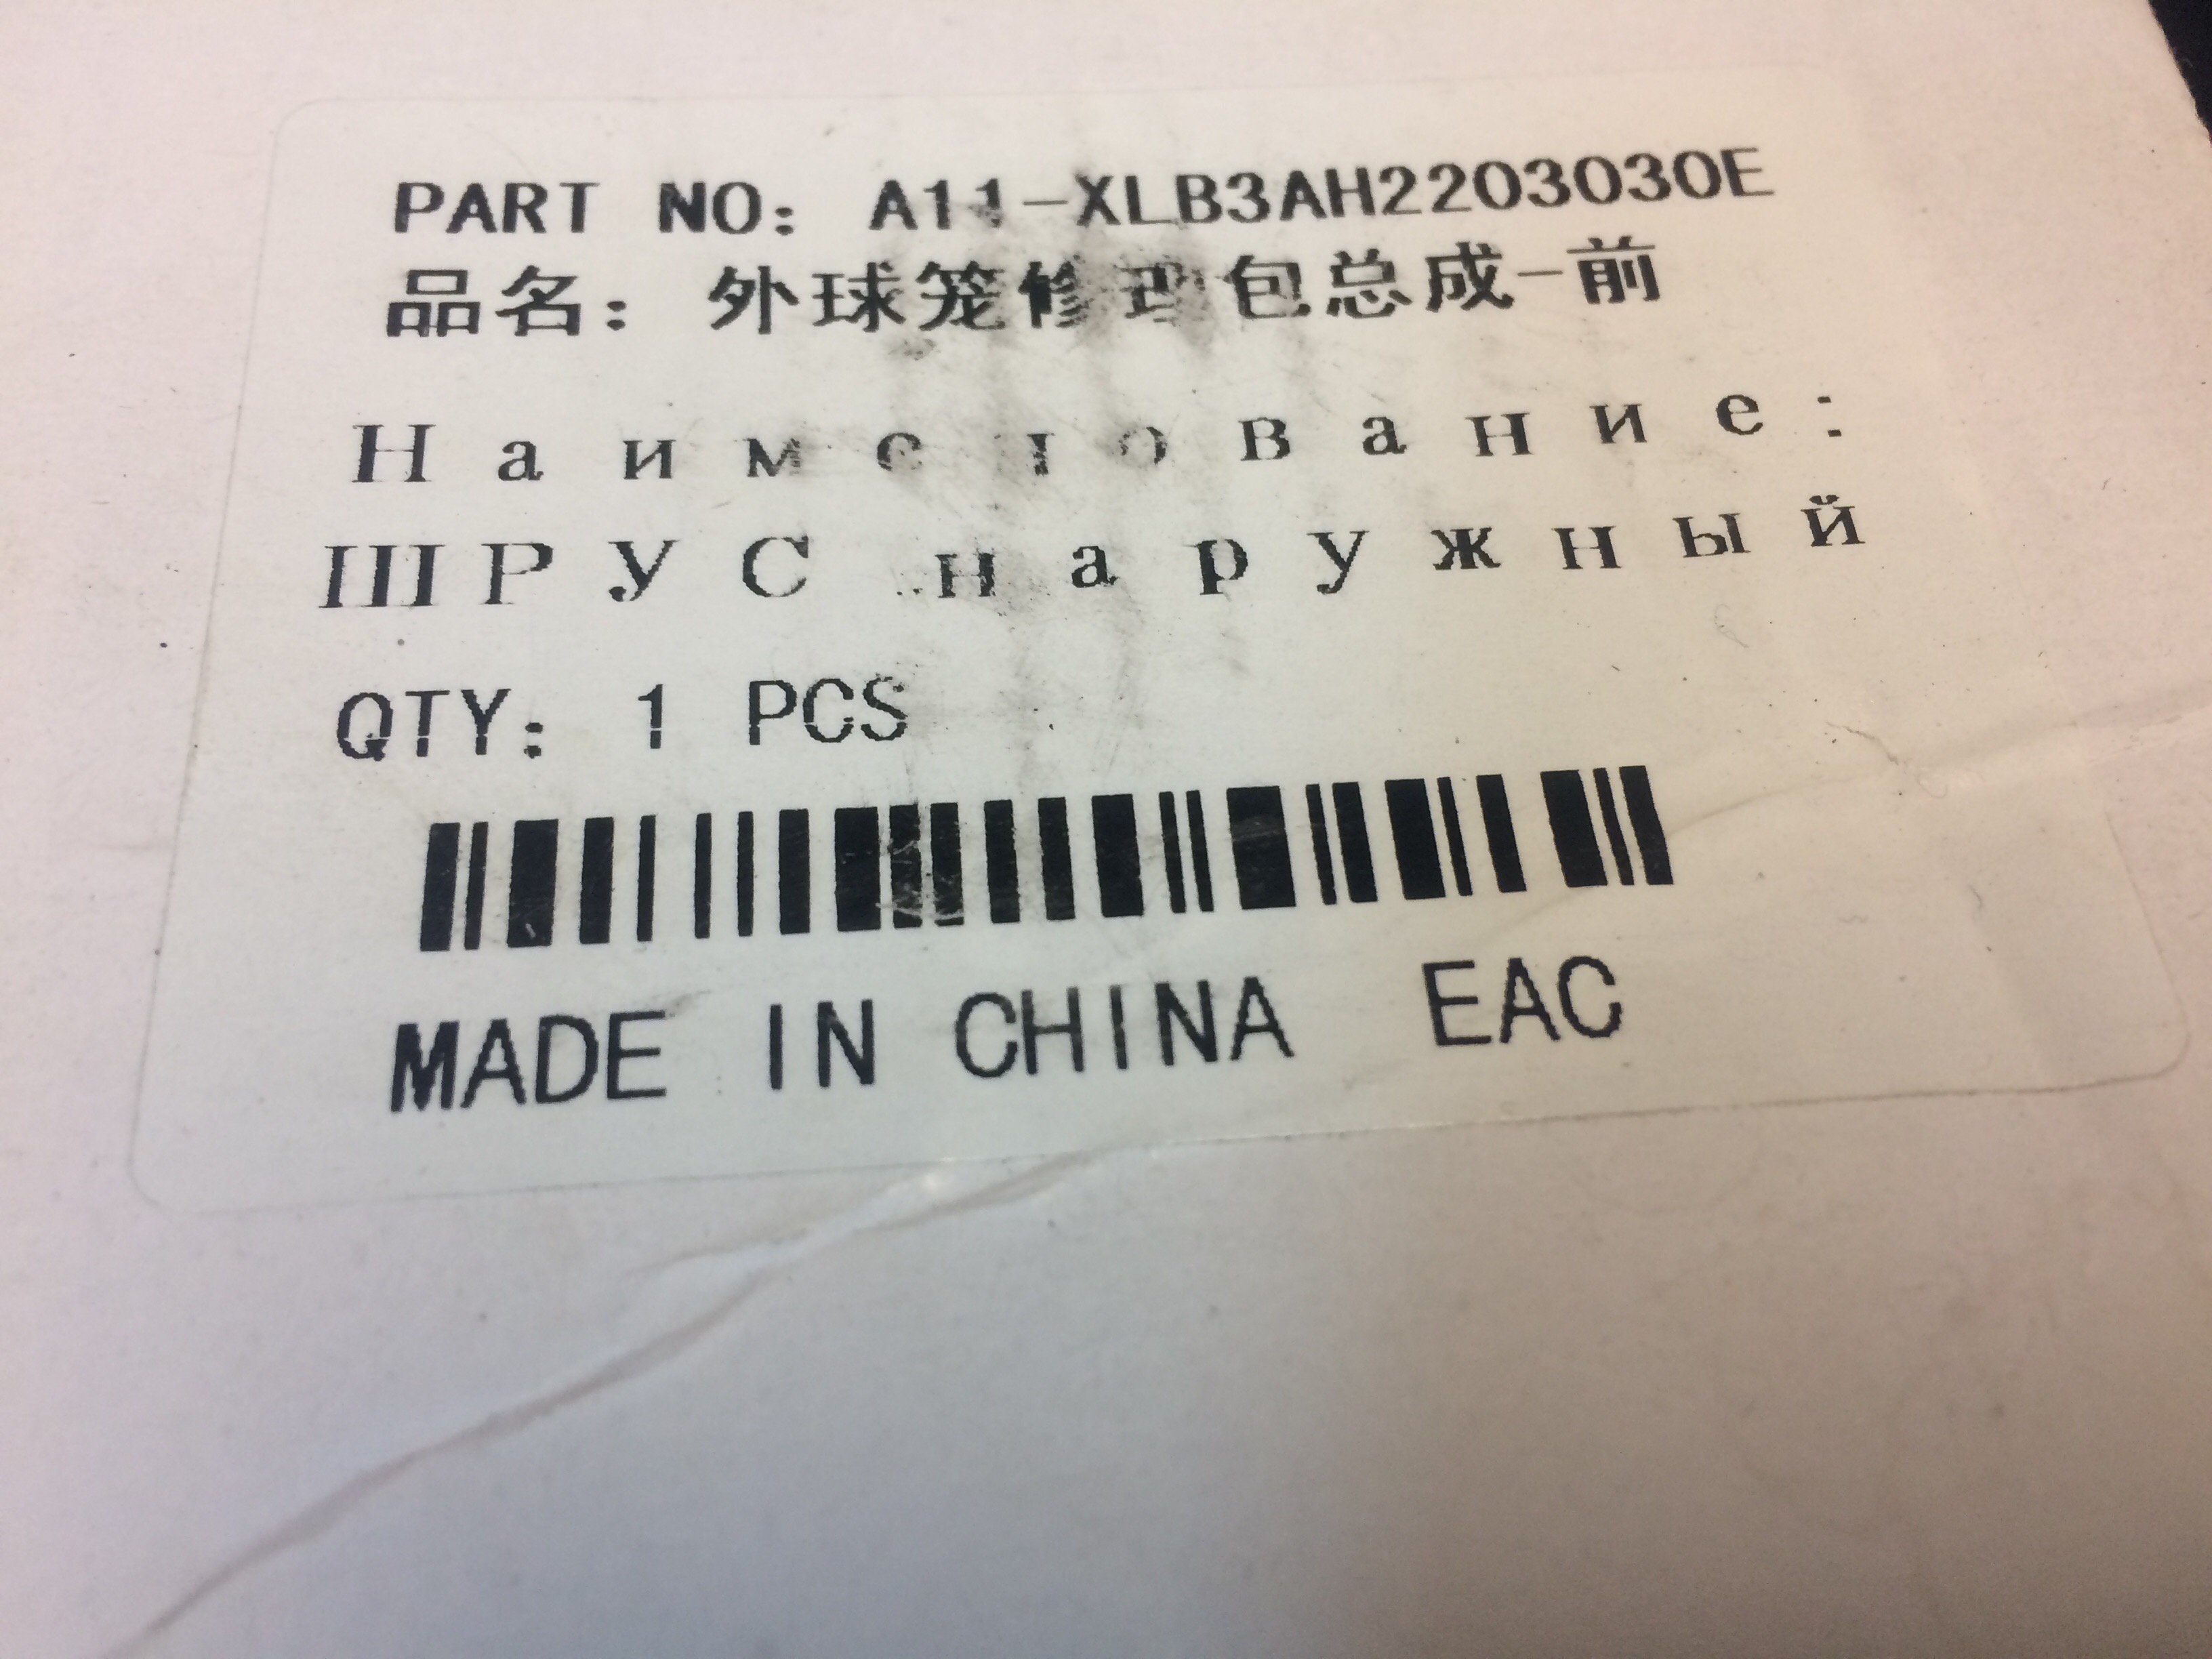 PART NO: A11-XLB3AH2203030E
品名: 外球笼修理包总成-前
Наименование:
ШРУС наружный
QTY: 1 PCS
MADE IN CHINA EAC